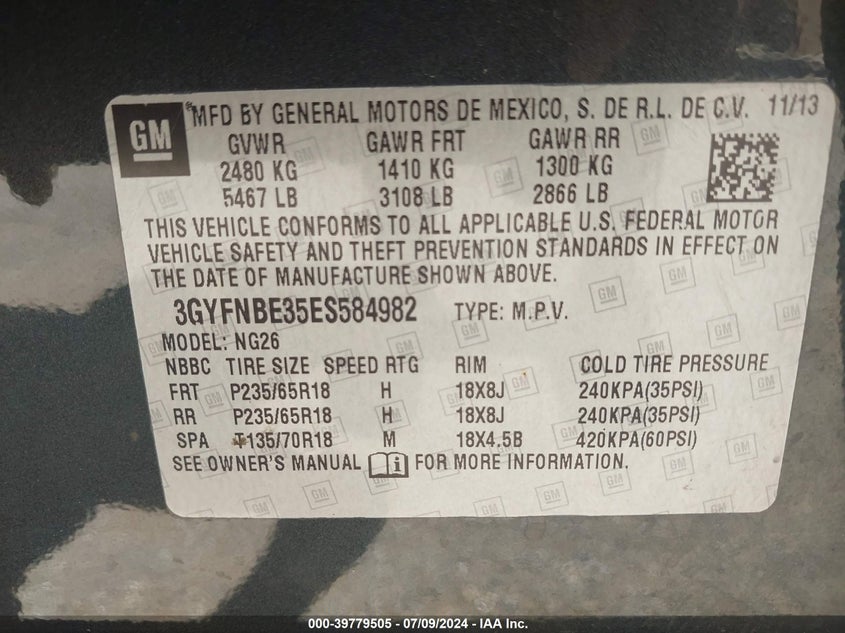 GM
MFD BY GENERAL MOTORS DE MEXICO, S. DE R.L. DE C.V. 11/13
GVWR GAWR FRT GAWR RR
2480 KG 1410 KG 1300 KG
5467 LB 3108 LB 2866 LB
THIS VEHICLE CONFORMS TO ALL APPLICABLE U.S. FEDERAL MOTOR
VEHICLE SAFETY AND THEFT PREVENTION STANDARDS IN EFFECT ON
THE DATE OF MANUFACTURE SHOWN ABOVE.
3GYFNBE35ES584982 TYPE: M.P.V.
MODEL: NG26
NBBC TIRE SIZE SPEED RTG RIM COLD TIRE PRESSURE
FRT P235/65R18 H 18X8J 240KPA(35PSI)
RR P235/65R18 H 18X8J 240KPA(35PSI)
SPA T135/70R18 M 18X4.5B 420KPA(60PSI)
SEE OWNER'S MANUAL FOR MORE INFORMATION.
000-39779505 - 07/09/2024 - IAA Inc.